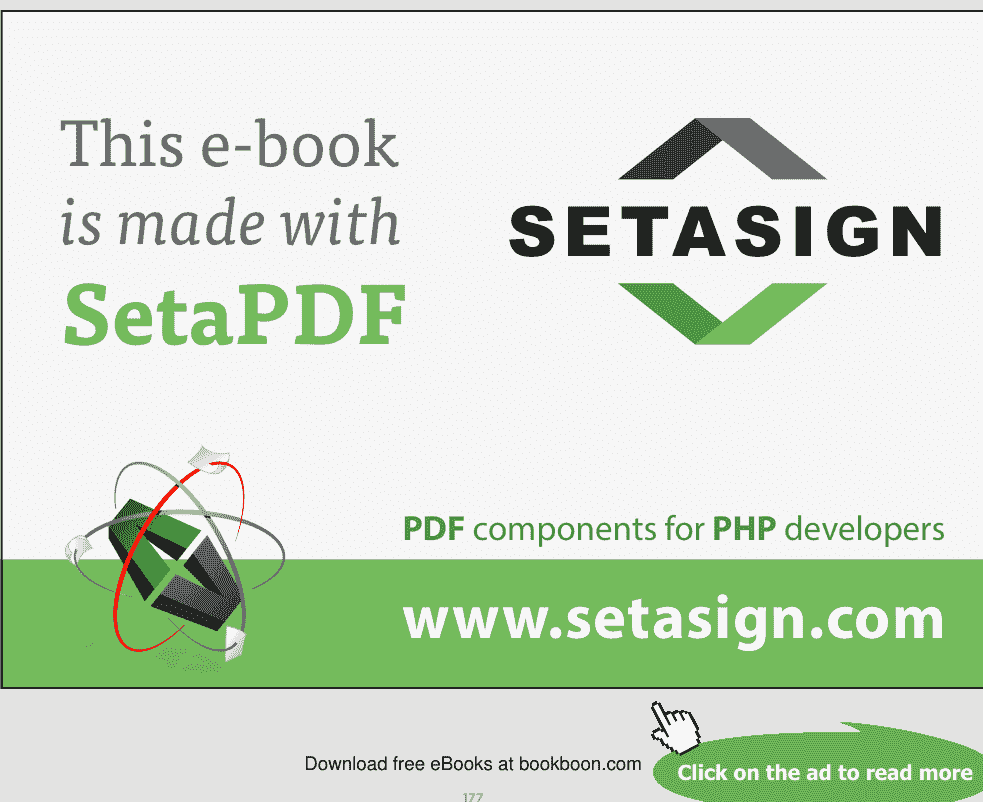 This e-book
is made with
SetaPDF
SETASIGN
PDF components for PHP developers
www.setasign.com
Download free eBooks at bookboon.com
Click on the ad to read more
177